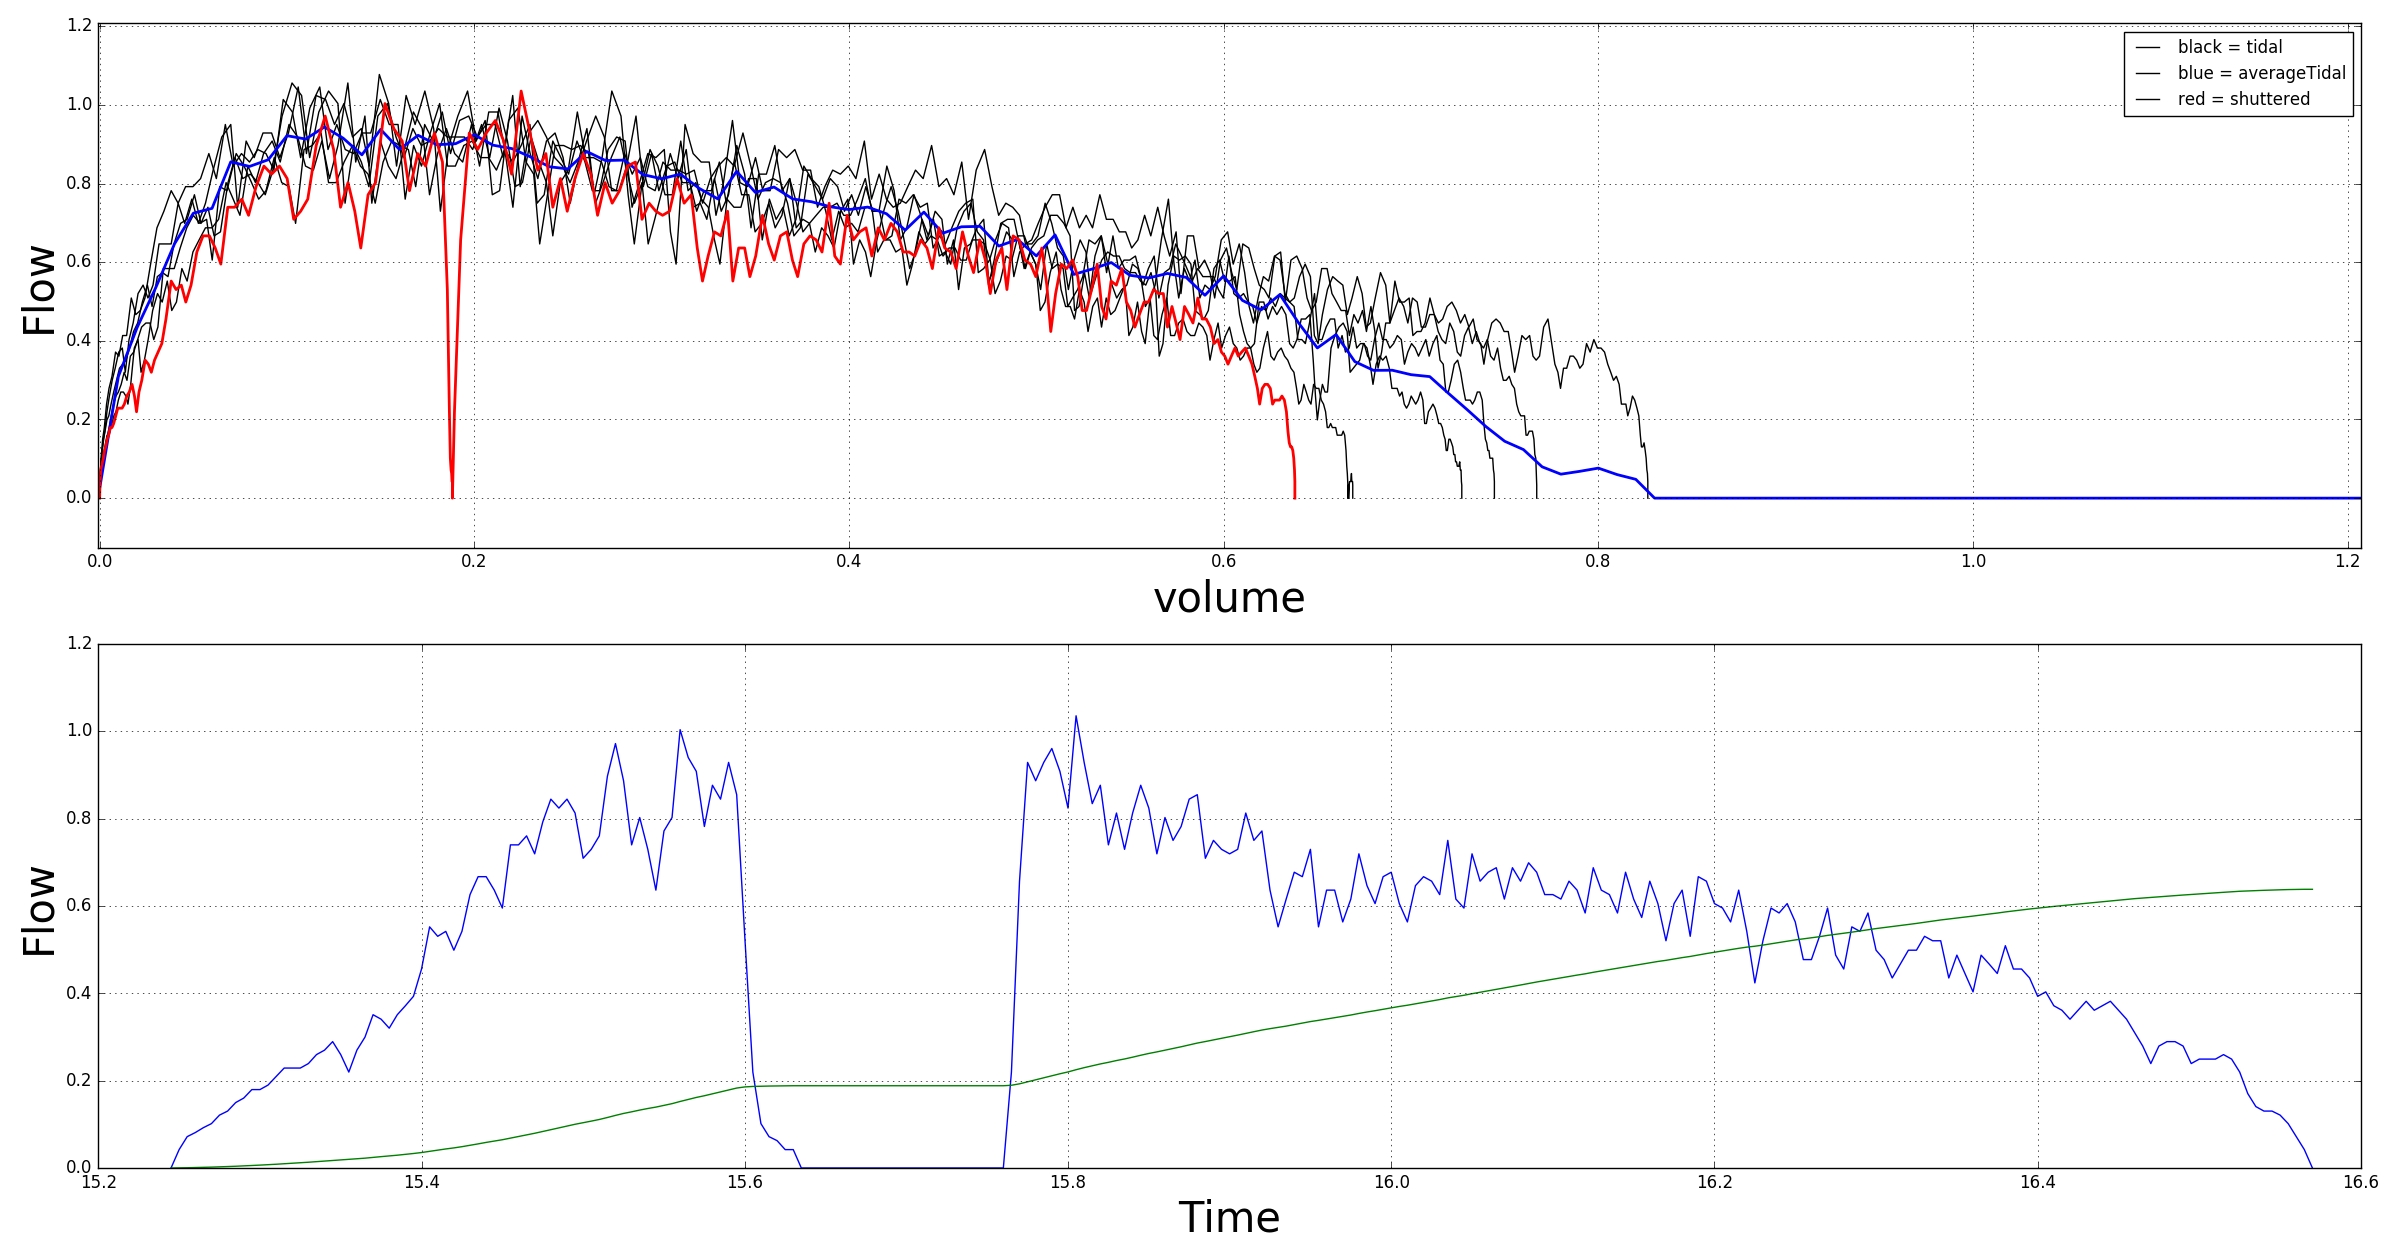 1.2
1.0
0.8
0.6
0.4
0.2
0.0
Flow
black = tidal
blue = averageTidal
red = shuttered
0.0 0.2 0.4 0.6 0.8 1.0 1.2
volume
1.2
1.0
0.8
0.6
0.4
0.2
0.0
Flow
15.2 15.4 15.6 15.8 16.0 16.2 16.4 16.6
Time